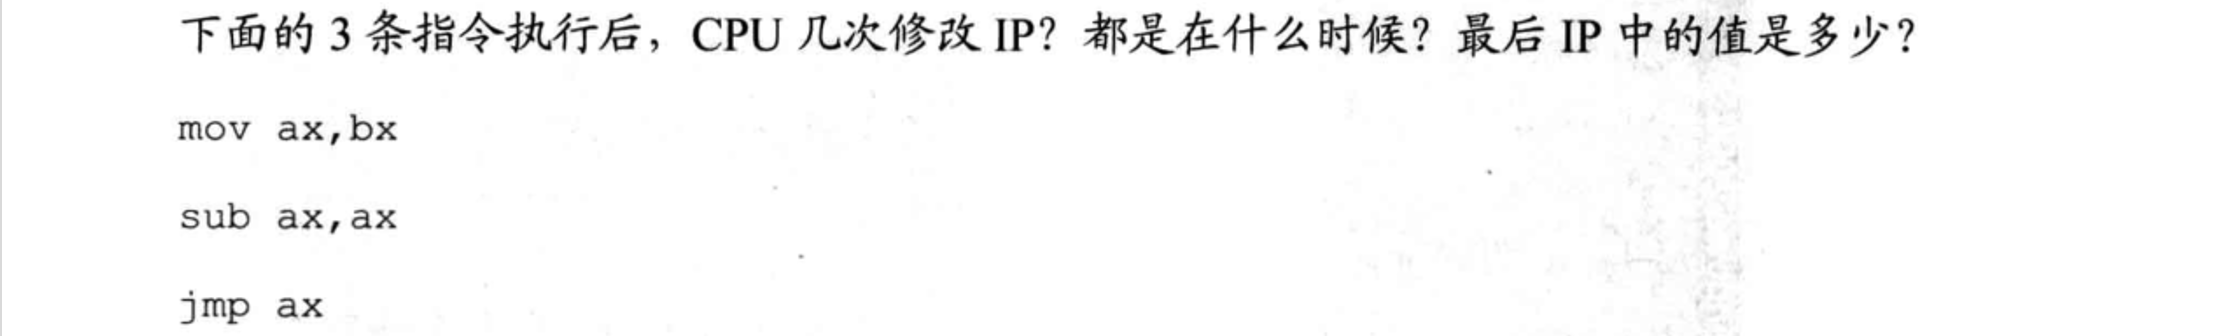 下面的 3 条指令执行后，CPU 几次修改 IP？都是在什么时候？最后 IP 中的值是多少？
mov ax,bx
sub ax,ax
jmp ax